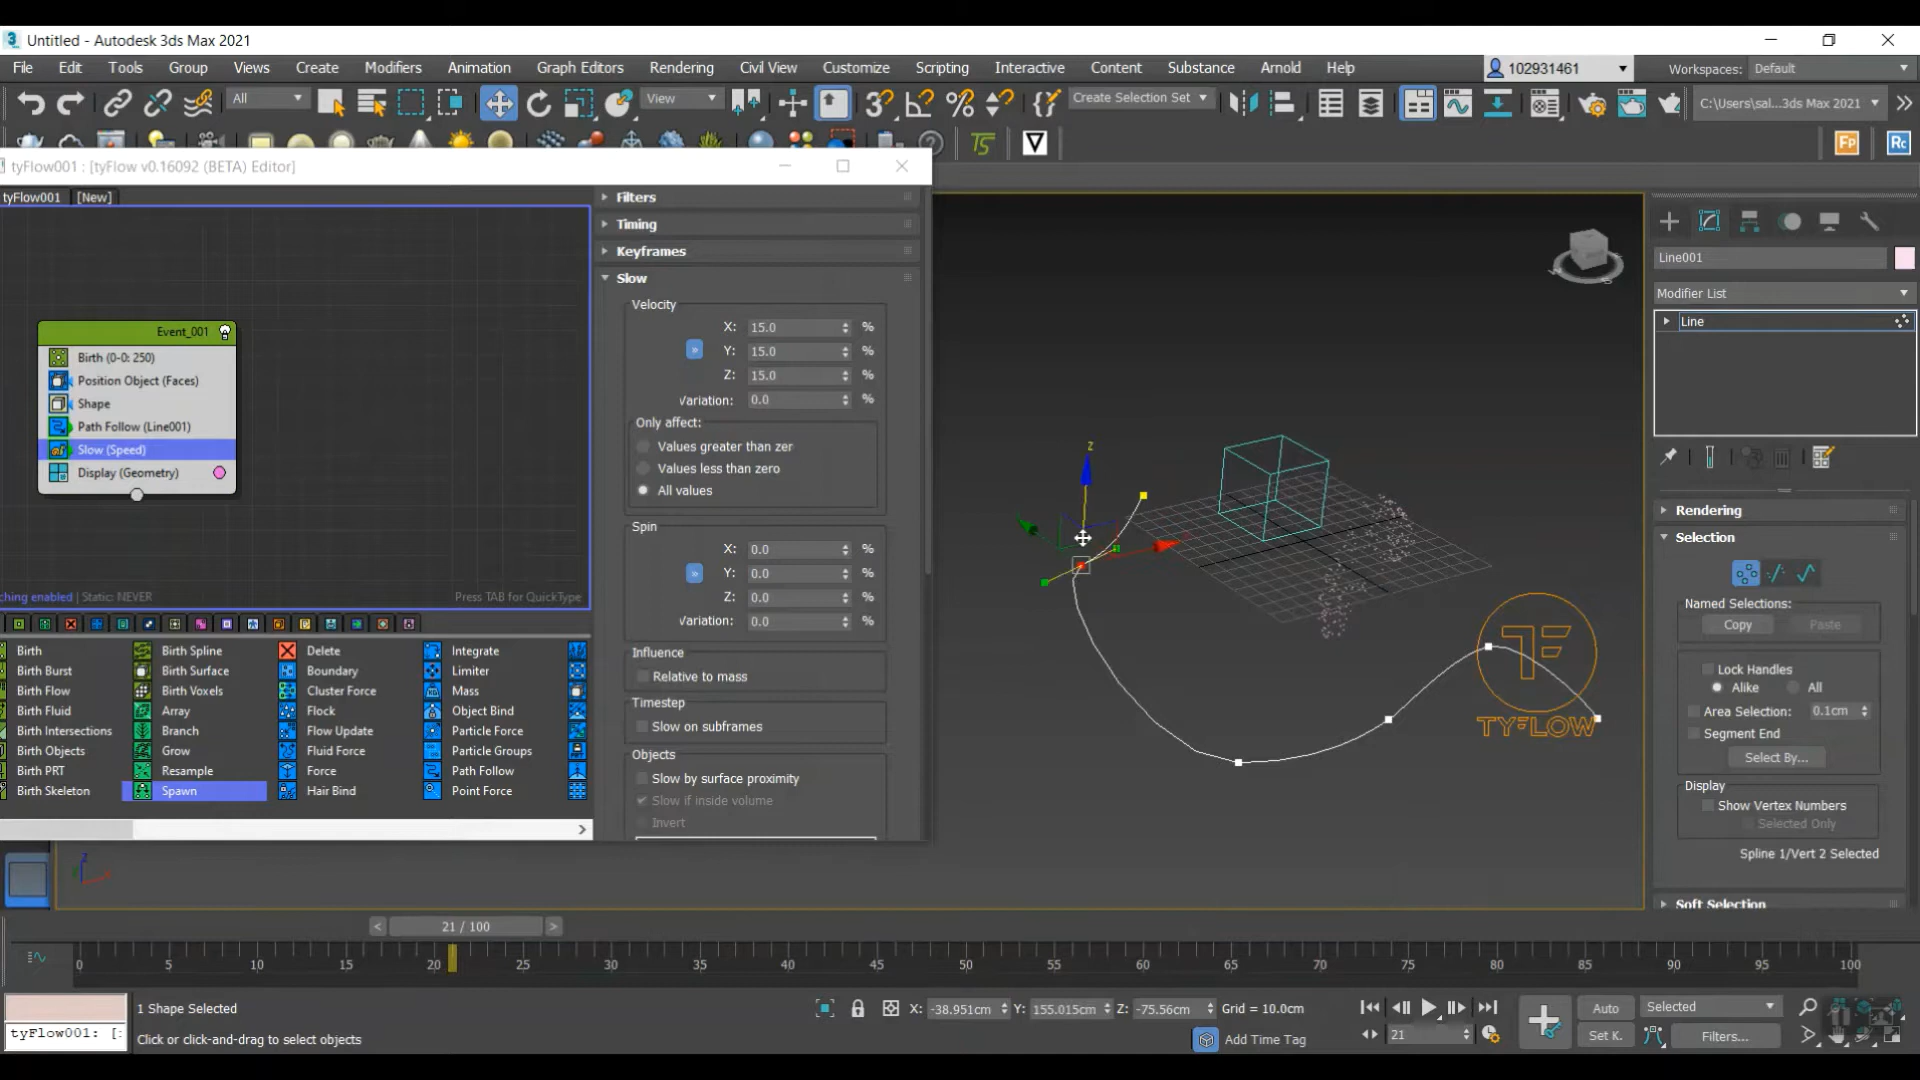 Untitled - Autodesk 3ds Max 2021
File Edit Tools Group Views Create Modifiers Animation Graph Editors Rendering Civil View Customize Scripting Interactive Content Substance Arnold Help 102931461 Workspaces: Default
All View Create Selection Set C:\Users\sal...3ds Max 2021
tyFlow001 : [tyFlow v0.16092 (BETA) Editor]
tyFlow001 [New]
Event_001
Birth (0-0: 250)
Position Object (Faces)
Shape
Path Follow (Line001)
Slow (Speed)
Display (Geometry)
ching enabled | Static: NEVER Press TAB for QuickType
Birth Birth Spline Delete Integrate
Birth Burst Birth Surface Boundary Limiter
Birth Flow Birth Voxels Cluster Force Mass
Birth Fluid Array Flock Object Bind
Birth Intersections Branch Flow Update Particle Force
Birth Objects Grow Fluid Force Particle Groups
Birth PRT Resample Force Path Follow
Birth Skeleton Spawn Hair Bind Point Force
Filters
Timing
Keyframes
Slow
Velocity
X: 15.0 %
Y: 15.0 %
Z: 15.0 %
Variation: 0.0 %
Only affect:
Values greater than zer
Values less than zero
All values
Spin
X: 0.0 %
Y: 0.0 %
Z: 0.0 %
Variation: 0.0 %
Influence
Relative to mass
Timestep
Slow on subframes
Objects
Slow by surface proximity
Slow if inside volume
Invert
z
TYFLOW
Line001
Modifier List
Line
Rendering
Selection
Named Selections:
Copy Paste
Lock Handles
Alike All
Area Selection: 0.1cm
Segment End
Select By...
Display
Show Vertex Numbers
Selected Only
Spline 1/Vert 2 Selected
Soft Selection
< 21 / 100 >
0 5 10 15 20 25 30 35 40 45 50 55 60 65 70 75 80 85 90 95 100
1 Shape Selected X: -38.951cm Y: 155.015cm Z: -75.56cm Grid = 10.0cm Auto Selected
tyFlow001: [: Click or click-and-drag to select objects Add Time Tag 21 Set K. Filters...